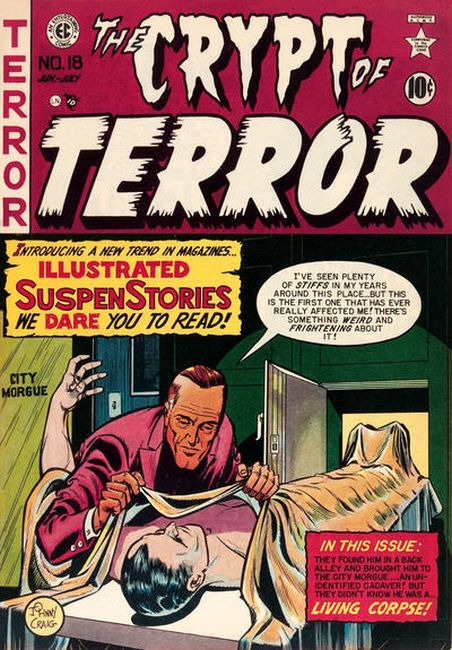 TERROR
AN ENTERTAINING
EC
COMIC
NO. 18
JUN.-JULY
THE CRYPT OF
TERROR
10¢
INTRODUCING A NEW TREND IN MAGAZINES...
ILLUSTRATED
SUSPENSTORIES
WE DARE YOU TO READ!
I'VE SEEN PLENTY
OF STIFFS IN MY YEARS
AROUND THIS PLACE...BUT THIS
IS THE FIRST ONE THAT HAS EVER
REALLY AFFECTED ME! THERE'S
SOMETHING WEIRD AND
FRIGHTENING ABOUT
IT!
CITY
MORGUE
IN THIS ISSUE:
THEY FOUND HIM IN A BACK
ALLEY AND BROUGHT HIM TO
THE CITY MORGUE...AN UN-
IDENTIFIED CADAVER! BUT
THEY DIDN'T KNOW HE WAS A...
LIVING CORPSE!
JOHNNY
CRAIG